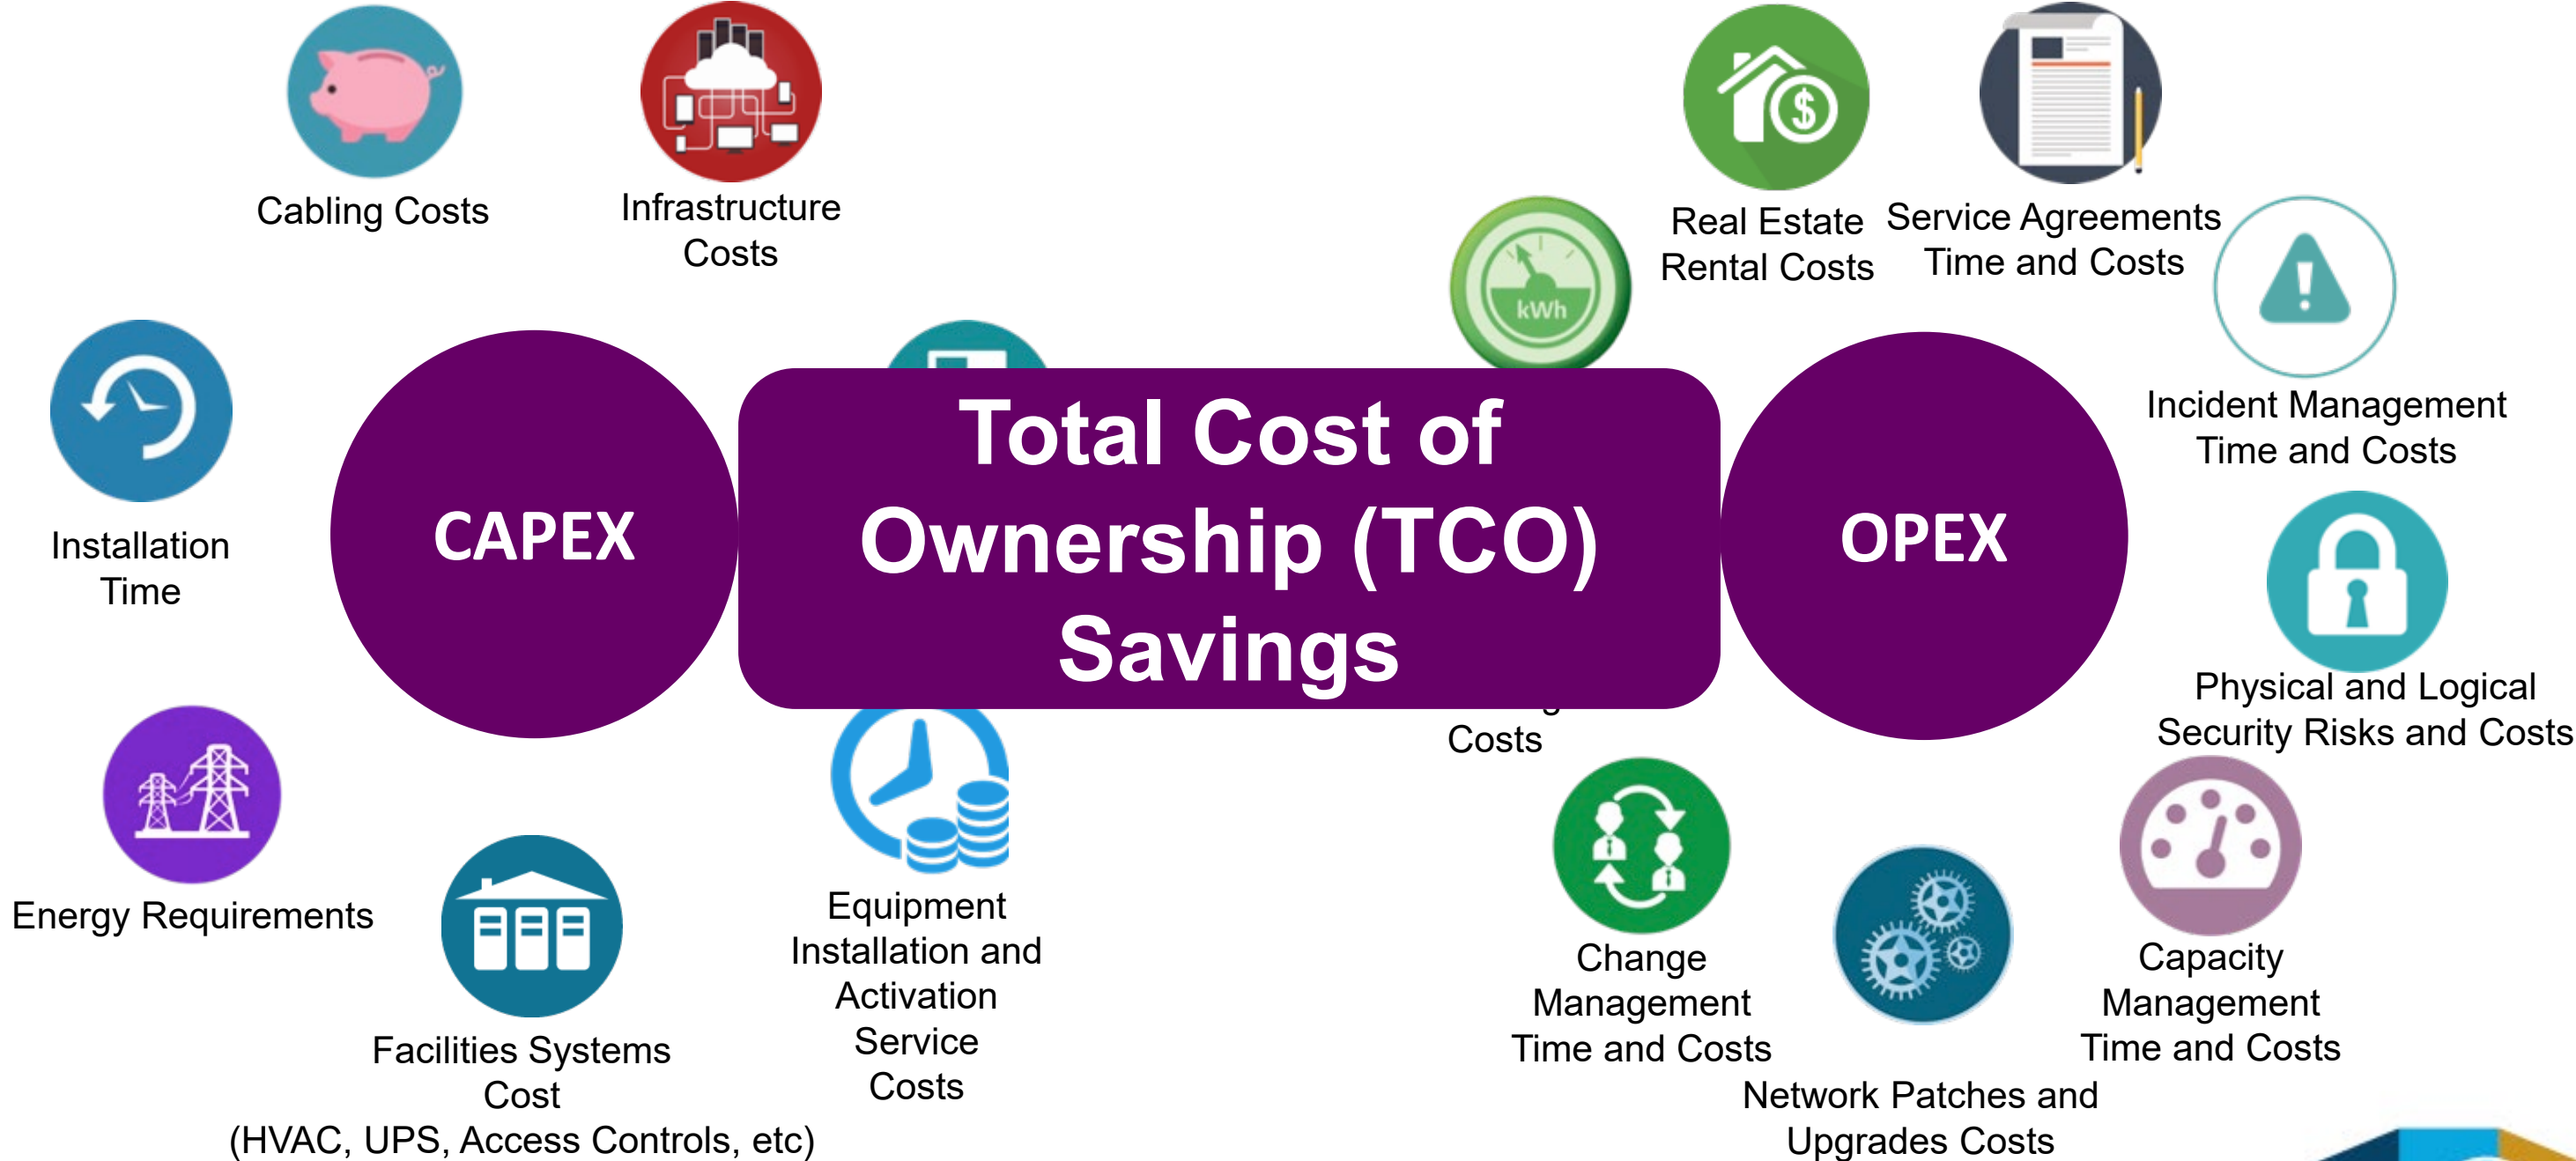 Cabling Costs
Infrastructure
Costs
Real Estate
Rental Costs
Service Agreements
Time and Costs
kWh
$
!
Incident Management
Time and Costs
Installation
Time
CAPEX
Total Cost of
Ownership (TCO)
Savings
OPEX
Physical and Logical
Security Risks and Costs
Costs
Energy Requirements
Equipment
Installation and
Activation
Service
Costs
Facilities Systems
Cost
(HVAC, UPS, Access Controls, etc)
Change
Management
Time and Costs
Capacity
Management
Time and Costs
Network Patches and
Upgrades Costs